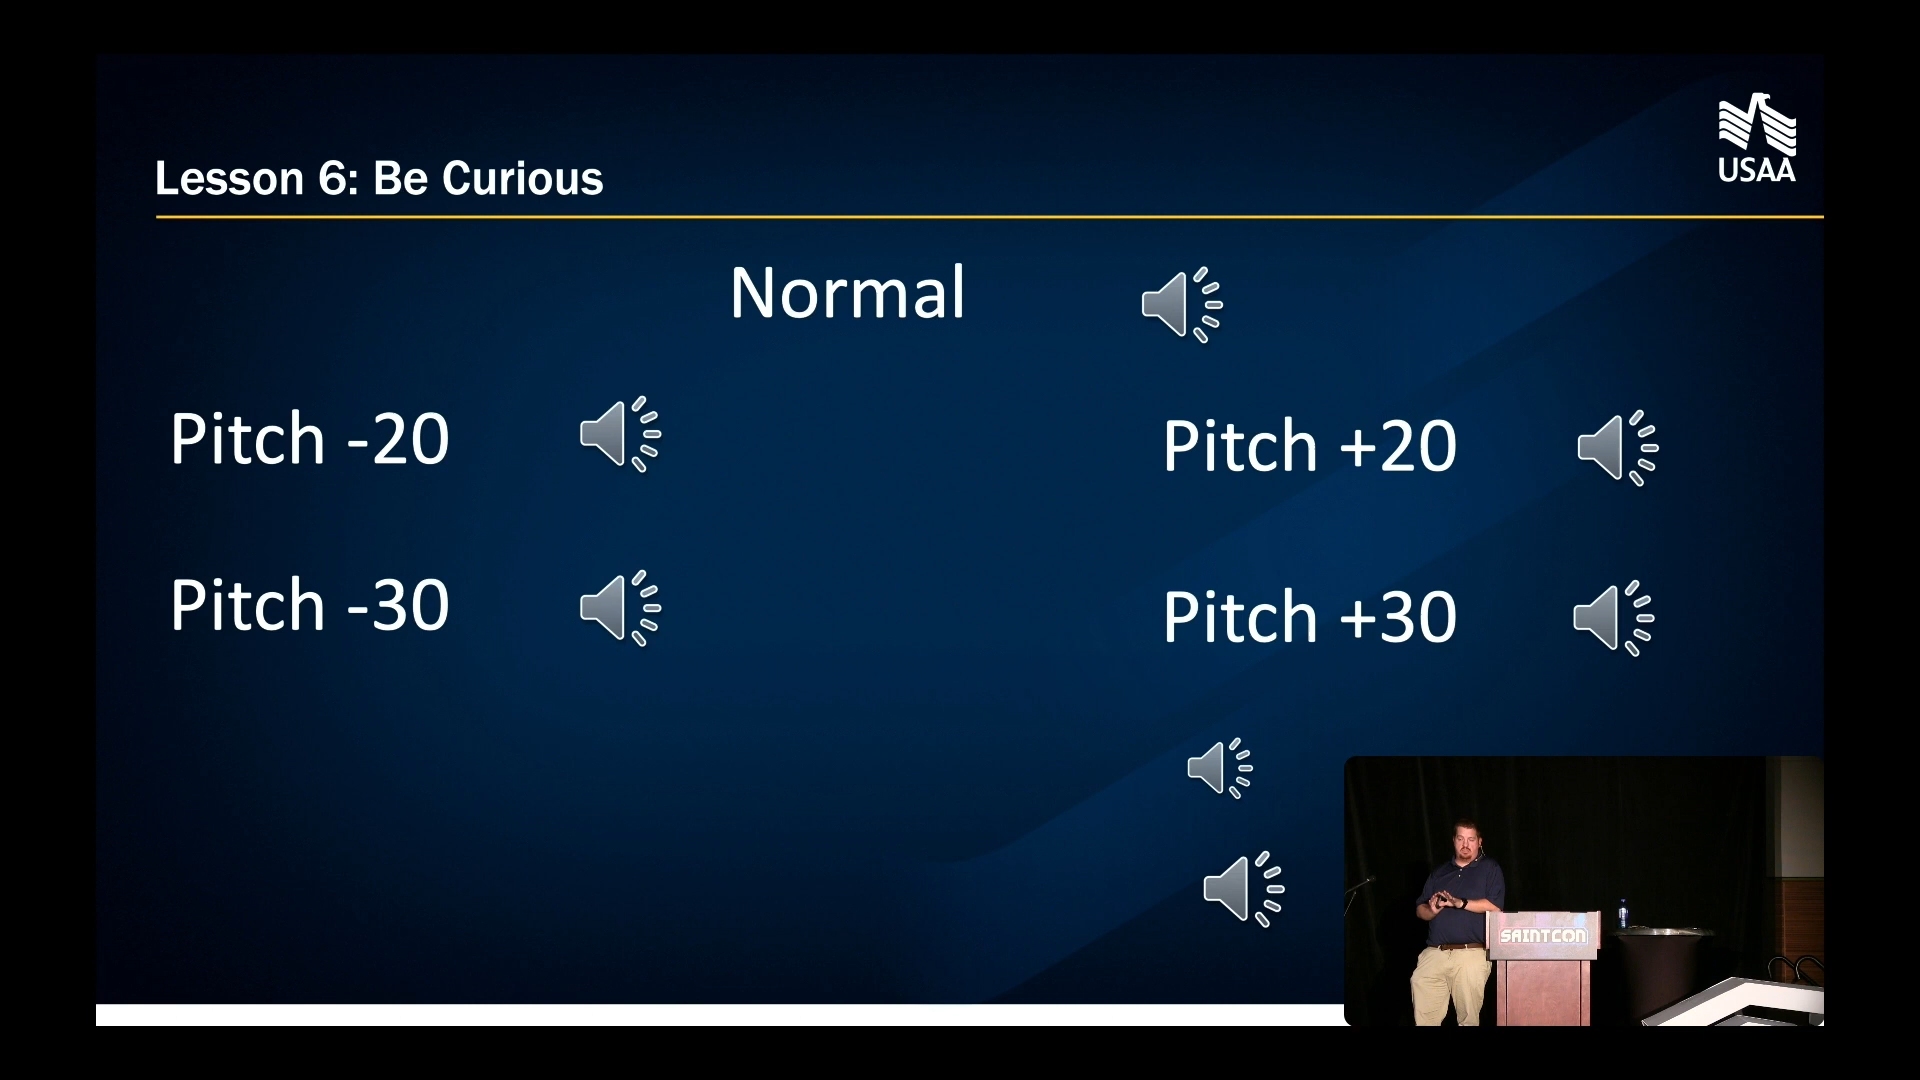 USAA
Lesson 6: Be Curious
Normal
Pitch -20
Pitch +20
Pitch -30
Pitch +30
SAINTCON